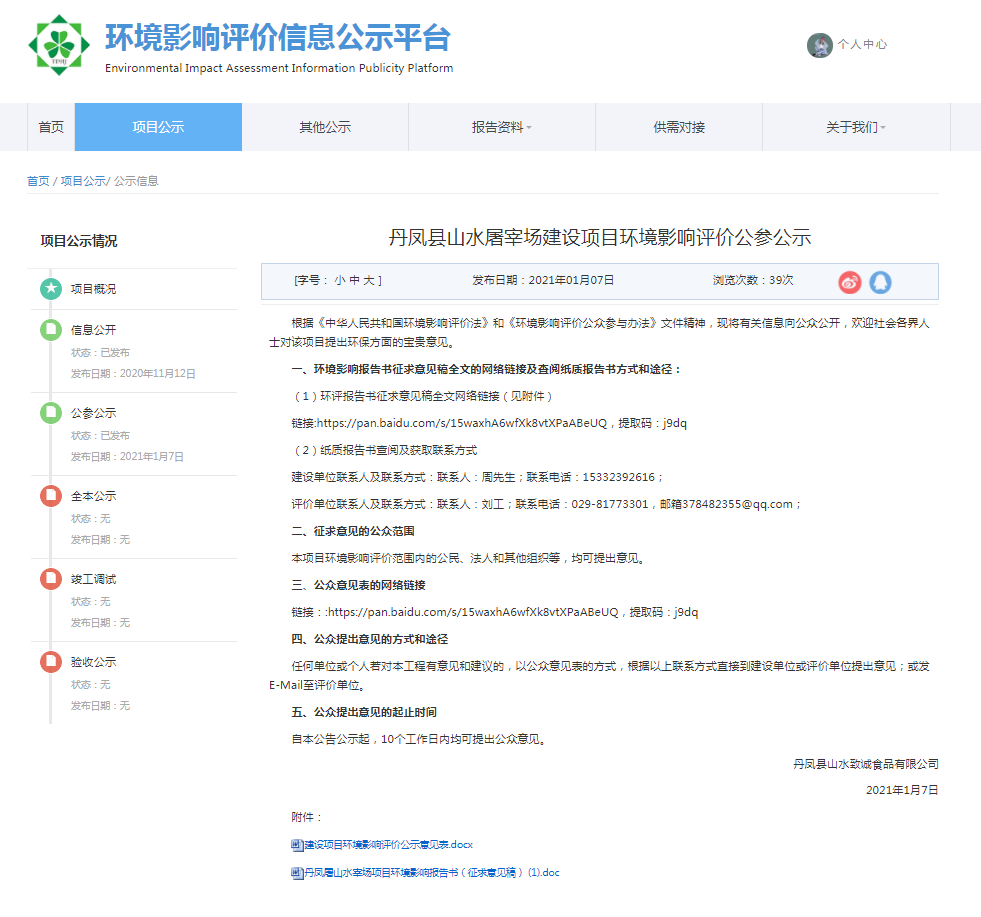 环境影响评价信息公示平台
Environmental Impact Assessment Information Publicity Platform
个人中心
首页
项目公示
其他公示
报告资料
供需对接
关于我们
首页 / 项目公示/ 公示信息
项目公示情况
项目概况
信息公开
状态：已发布
发布日期：2020年11月12日
公参公示
状态：已发布
发布日期：2021年1月7日
全本公示
状态：无
发布日期：无
竣工调试
状态：无
发布日期：无
验收公示
状态：无
发布日期：无
丹凤县山水屠宰场建设项目环境影响评价公参公示
[字号： 小 中 大 ]
发布日期：2021年01月07日
浏览次数：39次
根据《中华人民共和国环境影响评价法》和《环境影响评价公众参与办法》文件精神，现将有关信息向公众公开，欢迎社会各界人
士对该项目提出环保方面的宝贵意见。
一、环境影响报告书征求意见稿全文的网络链接及查阅纸质报告书方式和途径：
（1）环评报告书征求意见稿全文网络链接（见附件）
链接:https://pan.baidu.com/s/15waxhA6wfXk8vtXPaABeUQ，提取码：j9dq
（2）纸质报告书查阅及获取联系方式
建设单位联系人及联系方式：联系人：周先生；联系电话：15332392616；
评价单位联系人及联系方式：联系人：刘工；联系电话：029-81773301，邮箱378482355@qq.com；
二、征求意见的公众范围
本项目环境影响评价范围内的公民、法人和其他组织等，均可提出意见。
三、公众意见表的网络链接
链接：:https://pan.baidu.com/s/15waxhA6wfXk8vtXPaABeUQ，提取码：j9dq
四、公众提出意见的方式和途径
任何单位或个人若对本工程有意见和建议的，以公众意见表的方式，根据以上联系方式直接到建设单位或评价单位提出意见；或发
E-Mail至评价单位。
五、公众提出意见的起止时间
自本公告公示起，10个工作日内均可提出公众意见。
丹凤县山水致诚食品有限公司
2021年1月7日
附件：
建设项目环境影响评价公示意见表.docx
丹凤屠山水宰场项目环境影响报告书（征求意见稿） (1).doc